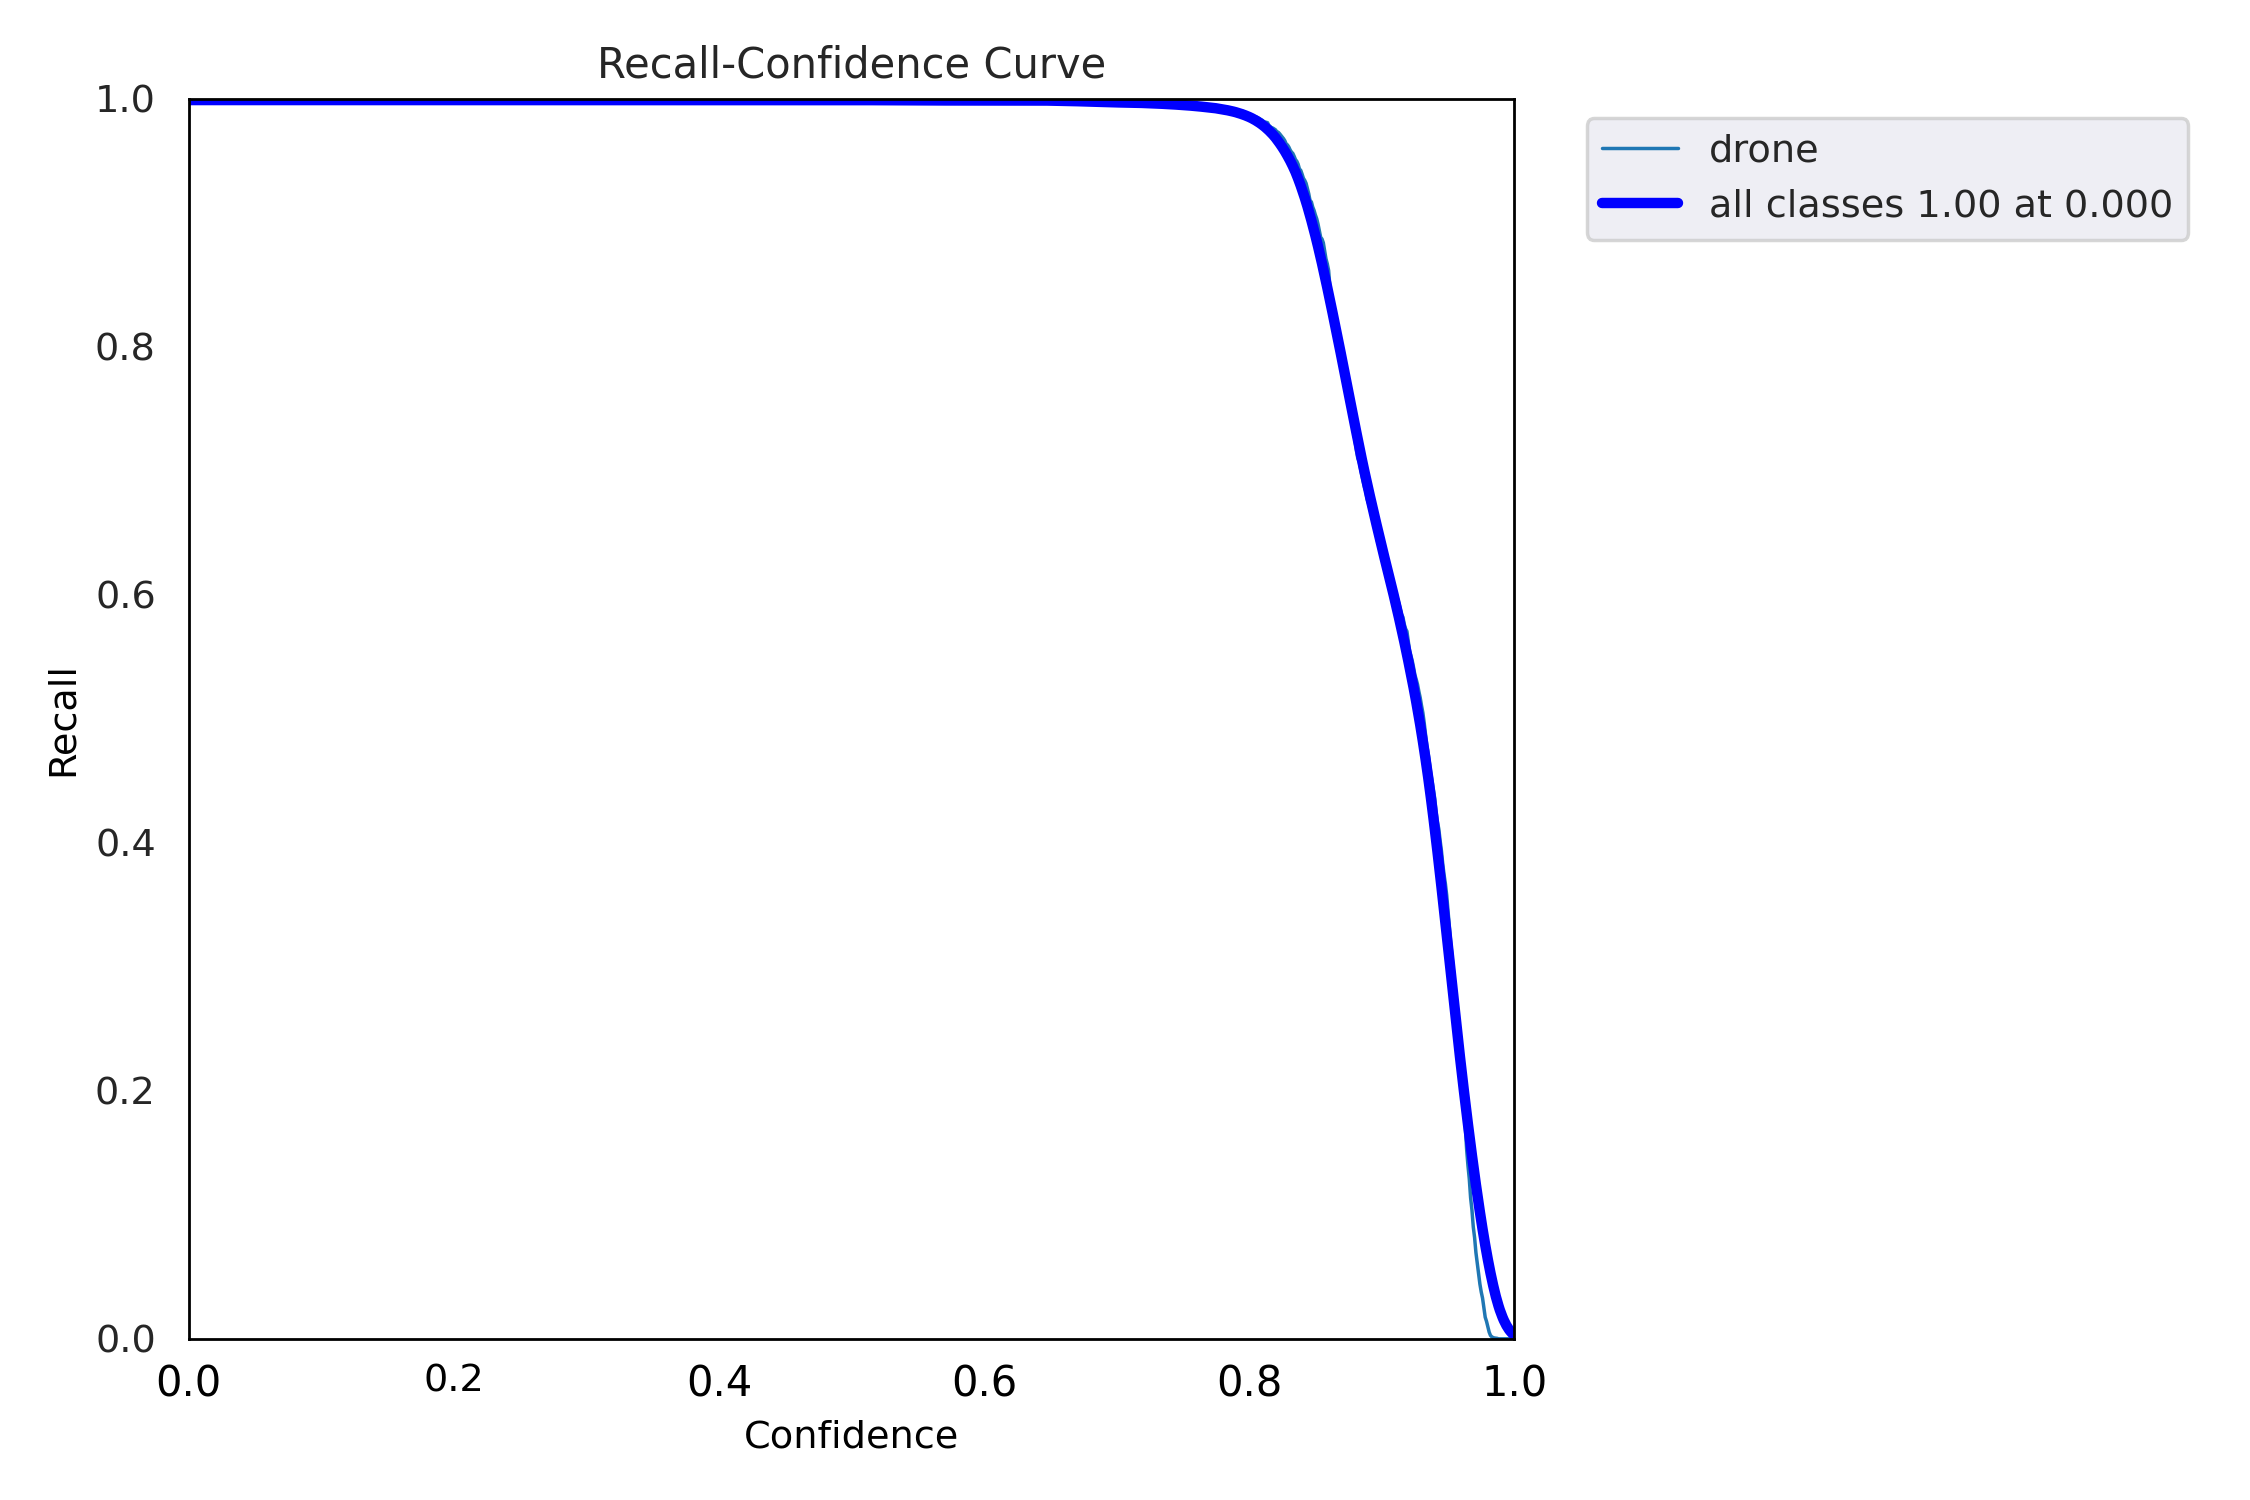 Recall-Confidence Curve
1.0
0.8
0.6
0.4
0.2
0.0
Recall
0.0 0.2 0.4 0.6 0.8 1.0
Confidence
drone
all classes 1.00 at 0.000